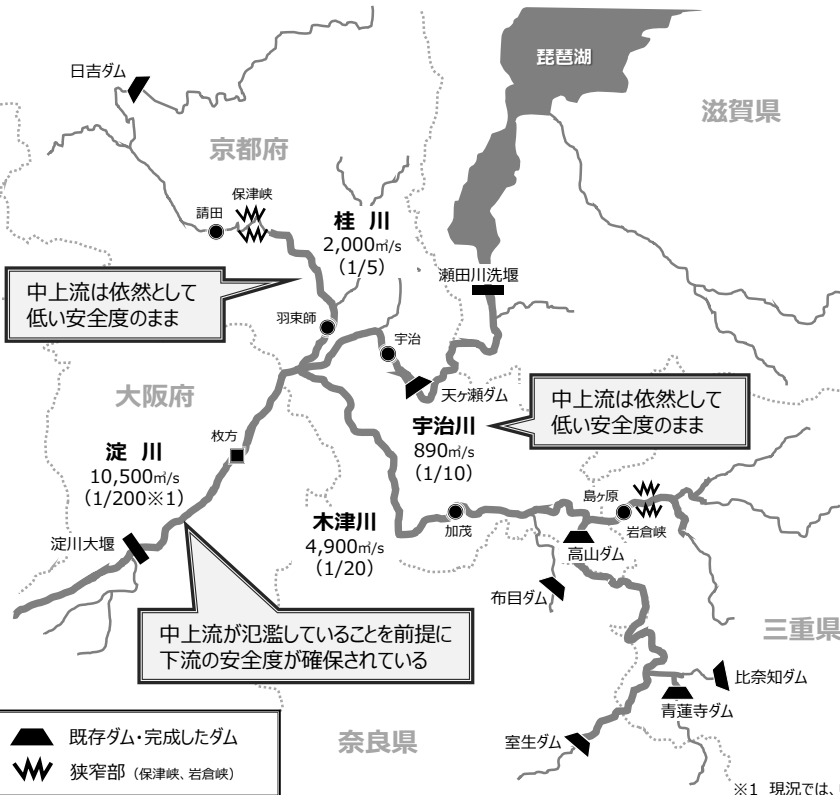 琵琶湖
日吉ダム
滋賀県
京都府
保津峡
請田
桂 川
2,000㎥/s
（1/5）
瀬田川洗堰
中上流は依然として
低い安全度のまま
羽束師
宇治
大阪府
天ヶ瀬ダム
中上流は依然として
低い安全度のまま
宇治川
890㎥/s
（1/10）
枚方
淀 川
10,500㎥/s
（1/200※1）
島ヶ原
岩倉峡
木津川
4,900㎥/s
（1/20）
加茂
淀川大堰
高山ダム
布目ダム
中上流が氾濫していることを前提に
下流の安全度が確保されている
三重県
比奈知ダム
青蓮寺ダム
室生ダム
奈良県
既存ダム・完成したダム
狭窄部（保津峡、岩倉峡）
※1 現況では、